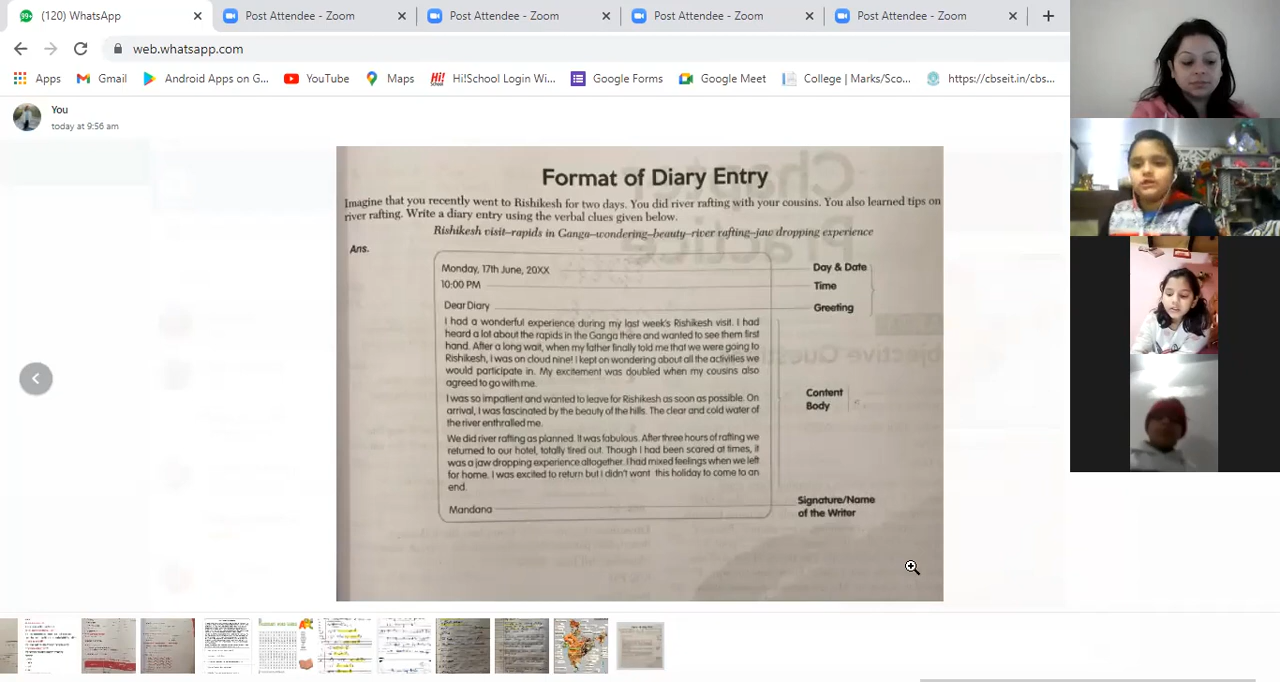 99+ (120) WhatsApp
Post Attendee - Zoom
Post Attendee - Zoom
Post Attendee - Zoom
Post Attendee - Zoom
web.whatsapp.com
Apps
Gmail
Android Apps on G...
YouTube
Maps
Hi! Hi!School Login Wi...
Google Forms
Google Meet
College | Marks/Sco...
https://cbseit.in/cbs...
You
today at 9:56 am
Format of Diary Entry
Imagine that you recently went to Rishikesh for two days. You did river rafting with your cousins. You also learned tips on
river rafting. Write a diary entry using the verbal clues given below.
Rishikesh visit–rapids in Ganga–wondering–beauty–river rafting–jaw dropping experience
Ans.
Monday, 17th June, 20XX Day & Date
10:00 PM Time
Dear Diary Greeting
I had a wonderful experience during my last week's Rishikesh visit. I had
heard a lot about the rapids in the Ganga there and wanted to see them first
hand. After a long wait, when my father finally told me that we were going to
Rishikesh, I was on cloud nine! I kept on wondering about all the activities we
would participate in. My excitement was doubled when my cousins also
agreed to go with me.
I was so impatient and wanted to leave for Rishikesh as soon as possible. On
arrival, I was fascinated by the beauty of the hills. The clear and cold water of
the river enthralled me.
Content
Body
We did river rafting as planned. It was fabulous. After three hours of rafting we
returned to our hotel, totally tired out. Though I had been scared at times, it
was a jaw dropping experience altogether. I had mixed feelings when we left
for home. I was excited to return but I didn't want this holiday to come to an
end.
Mandana
Signature/Name
of the Writer